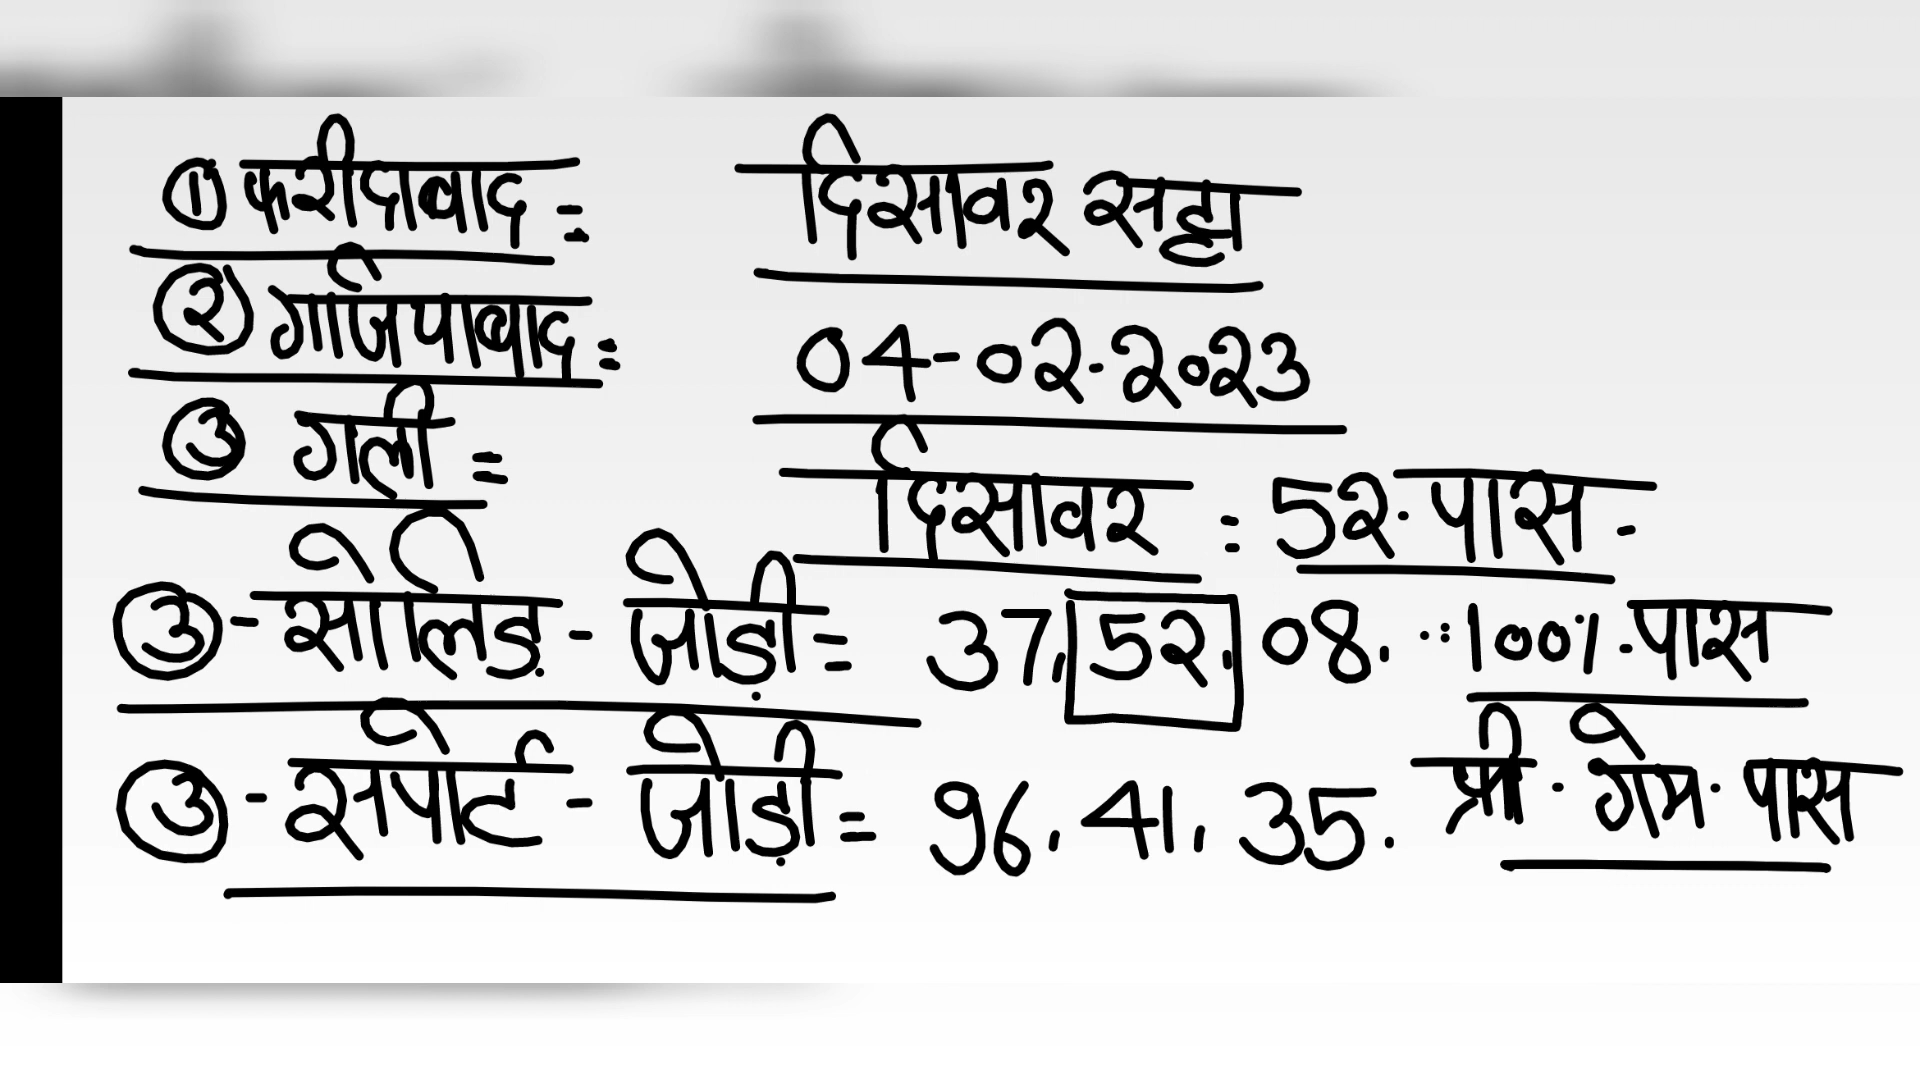 ① फरीदाबाद =
② गाजियाबाद =
③ गली =
दिसावर सट्टा
04-02-2023
दिसावर = 52 पास -
③ - सोलिड़ - जोड़ी = 37, 52, 08. 100% पास
③ - सपोर्ट - जोड़ी = 96, 41, 35. फ्री गेम पास